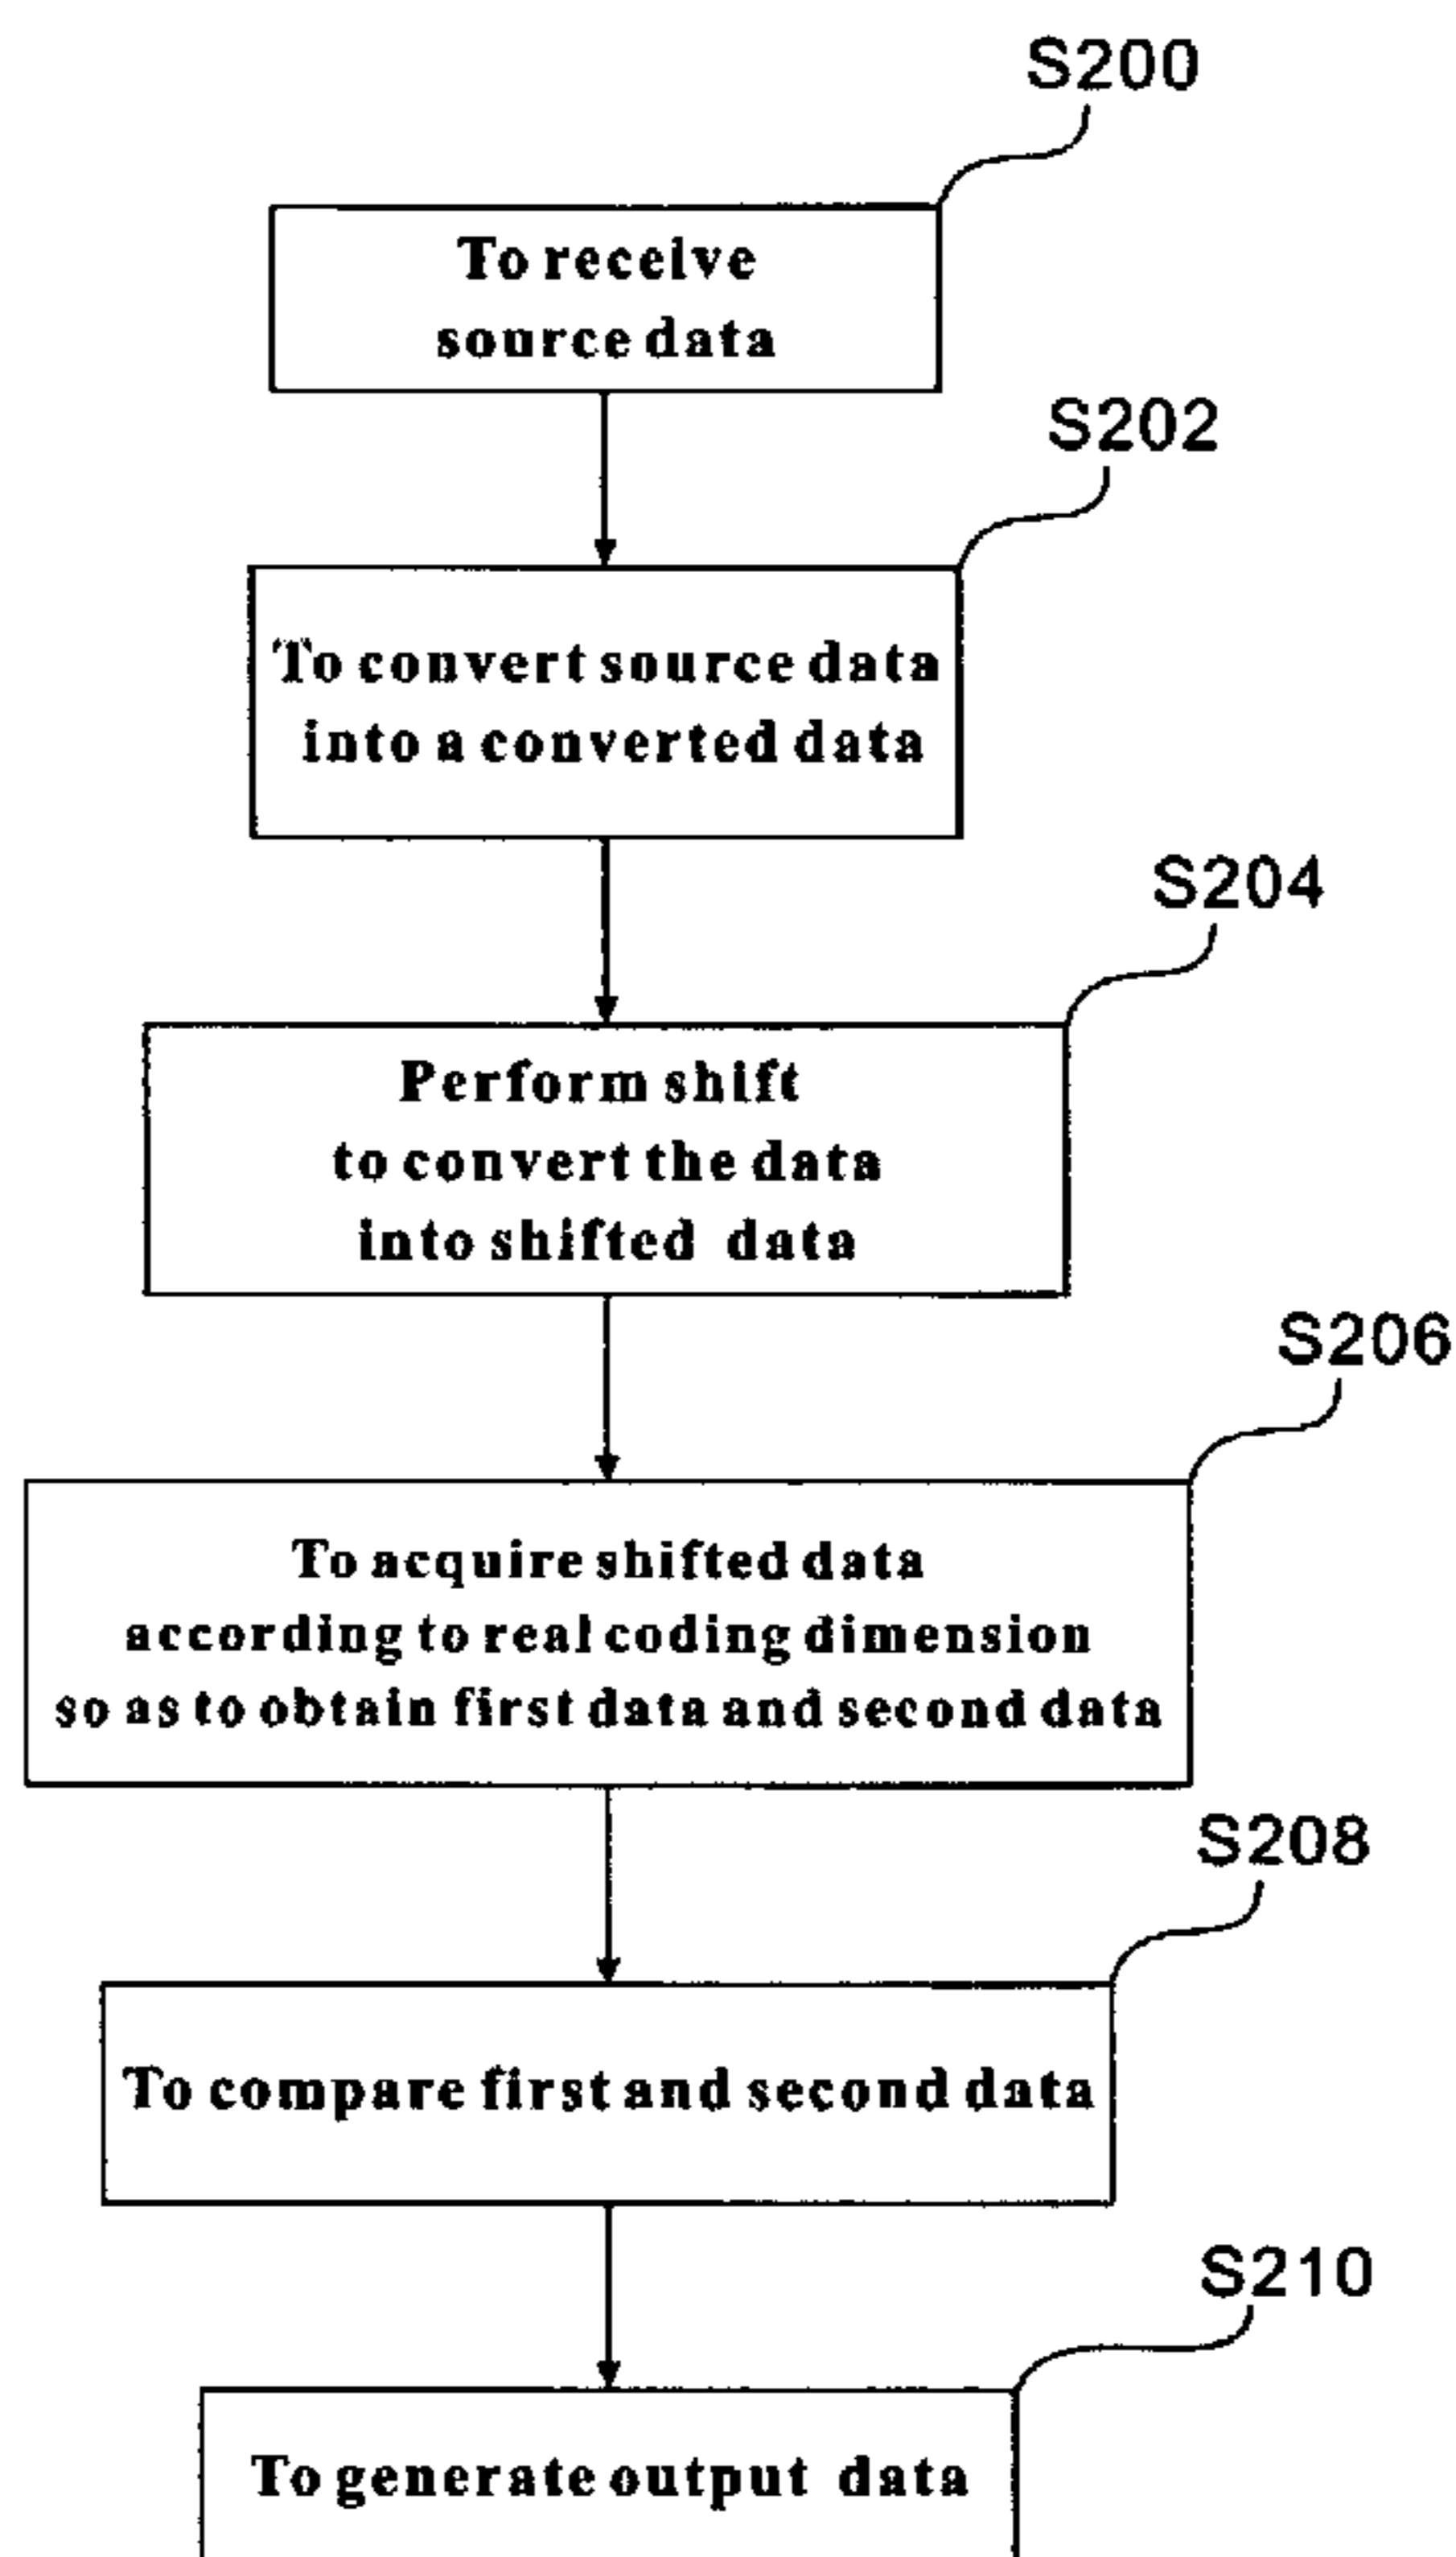 S200
To receive
source data
S202
To convert source data
into a converted data
S204
Perform shift
to convert the data
into shifted data
S206
To acquire shifted data
according to real coding dimension
so as to obtain first data and second data
S208
To compare first and second data
S210
To generate output data